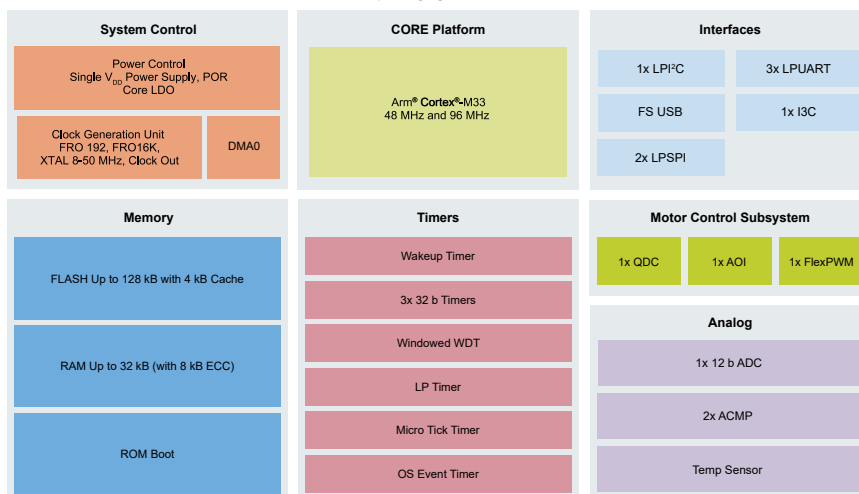 System Control
Power Control
Single VDD Power Supply, POR
Core LDO
Clock Generation Unit
FRO 192, FRO16K,
XTAL 8-50 MHz, Clock Out
DMA0
CORE Platform
Arm® Cortex®-M33
48 MHz and 96 MHz
Interfaces
1x LPI²C
3x LPUART
FS USB
1x I3C
2x LPSPI
Memory
FLASH Up to 128 kB with 4 kB Cache
RAM Up to 32 kB (with 8 kB ECC)
ROM Boot
Timers
Wakeup Timer
3x 32 b Timers
Windowed WDT
LP Timer
Micro Tick Timer
OS Event Timer
Motor Control Subsystem
1x QDC
1x AOI
1x FlexPWM
Analog
1x 12 b ADC
2x ACMP
Temp Sensor